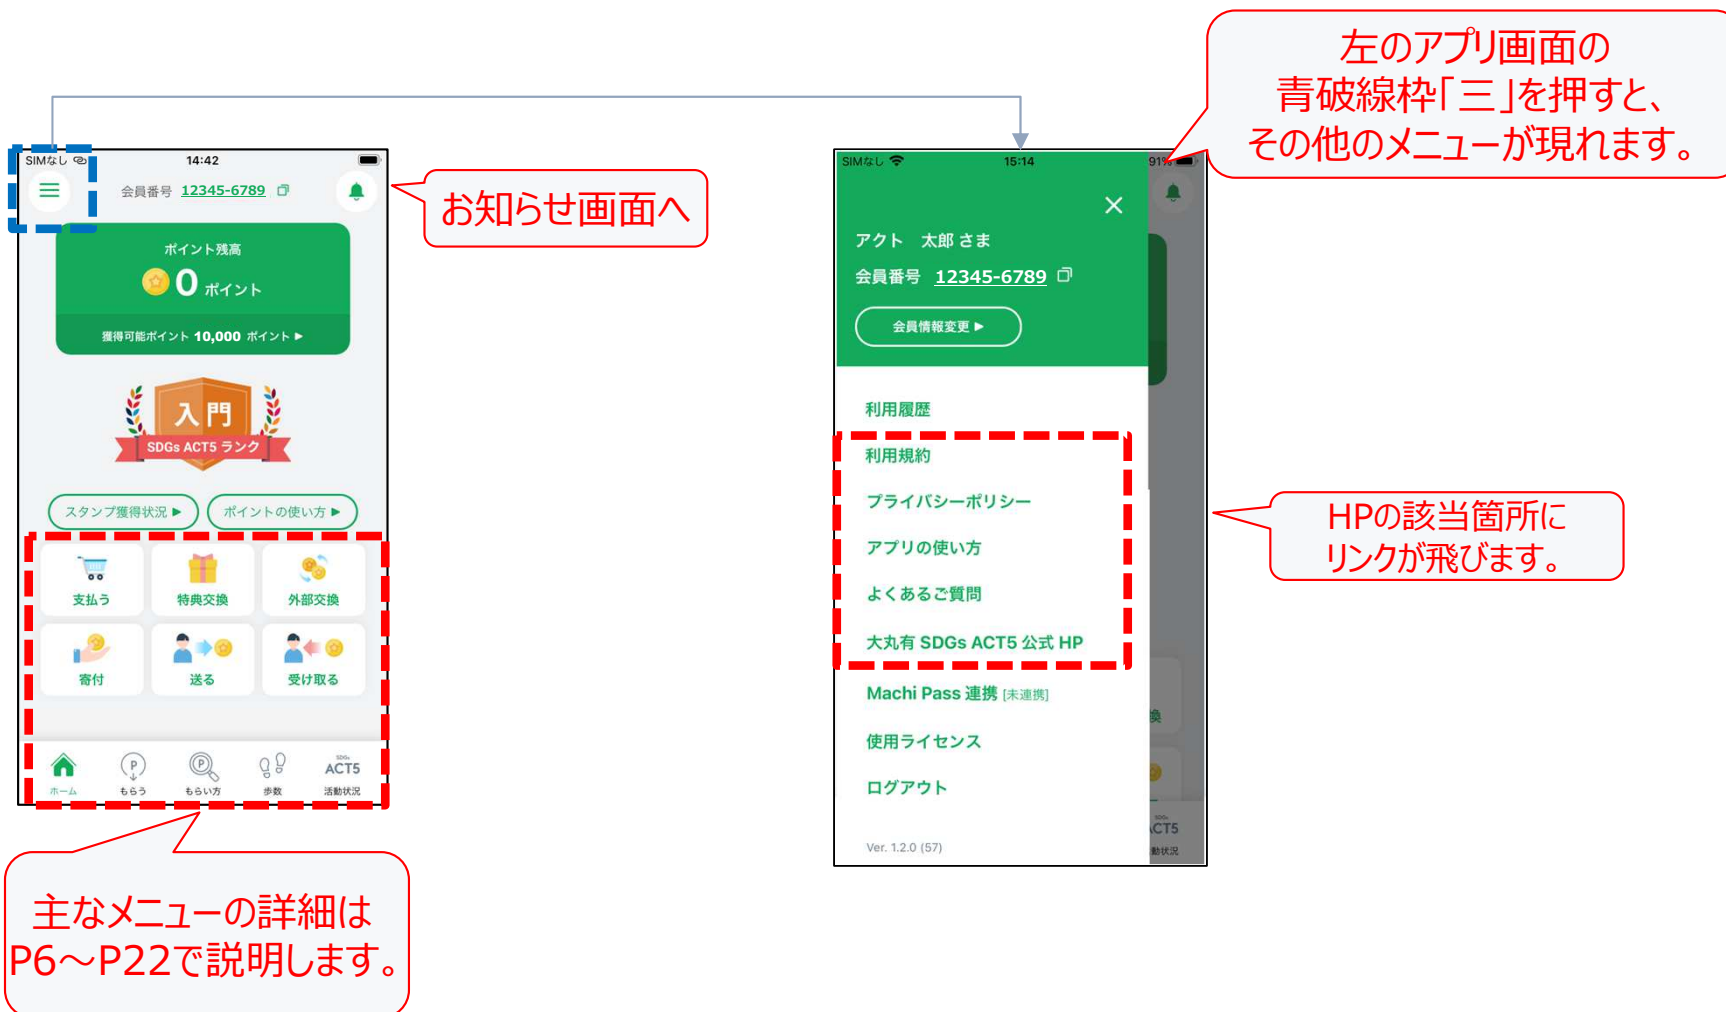 左のアプリ画面の
青破線枠「三」を押すと、
その他のメニューが現れます。
SIMなし
14:42
会員番号 12345-6789
お知らせ画面へ
ポイント残高
0 ポイント
獲得可能ポイント 10,000 ポイント ▶
入門
SDGs ACT5 ランク
スタンプ獲得状況 ▶
ポイントの使い方 ▶
支払う
特典交換
外部交換
寄付
送る
受け取る
ホーム
もらう
もらい方
歩数
SDGs
ACT5
活動状況
主なメニューの詳細は
P6～P22で説明します。
SIMなし
15:14
91%
アクト 太郎 さま
会員番号 12345-6789
会員情報変更 ▶
利用履歴
利用規約
プライバシーポリシー
アプリの使い方
よくあるご質問
大丸有 SDGs ACT5 公式 HP
Machi Pass 連携 [未連携]
使用ライセンス
ログアウト
Ver. 1.2.0 (57)
換
SDGs
ACT5
動状況
HPの該当箇所に
リンクが飛びます。